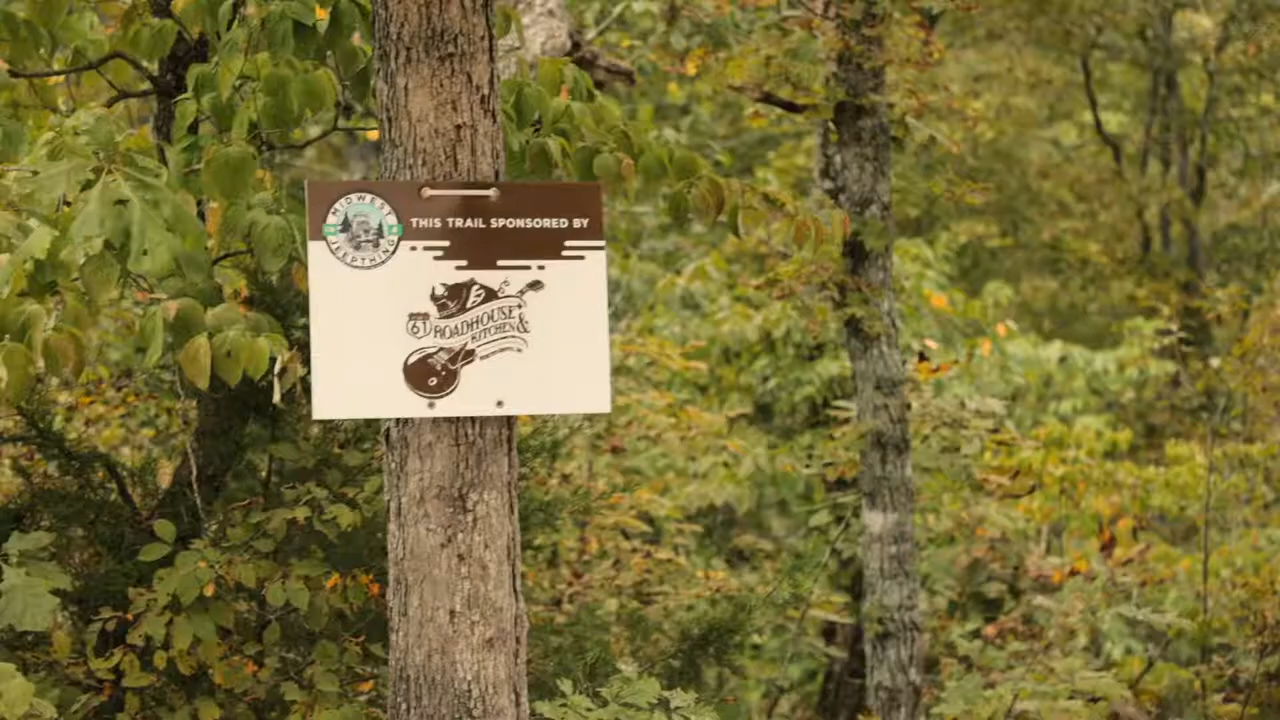 MIDWEST
JEEPTHING
THIS TRAIL SPONSORED BY
61
ROADHOUSE
& KITCHEN